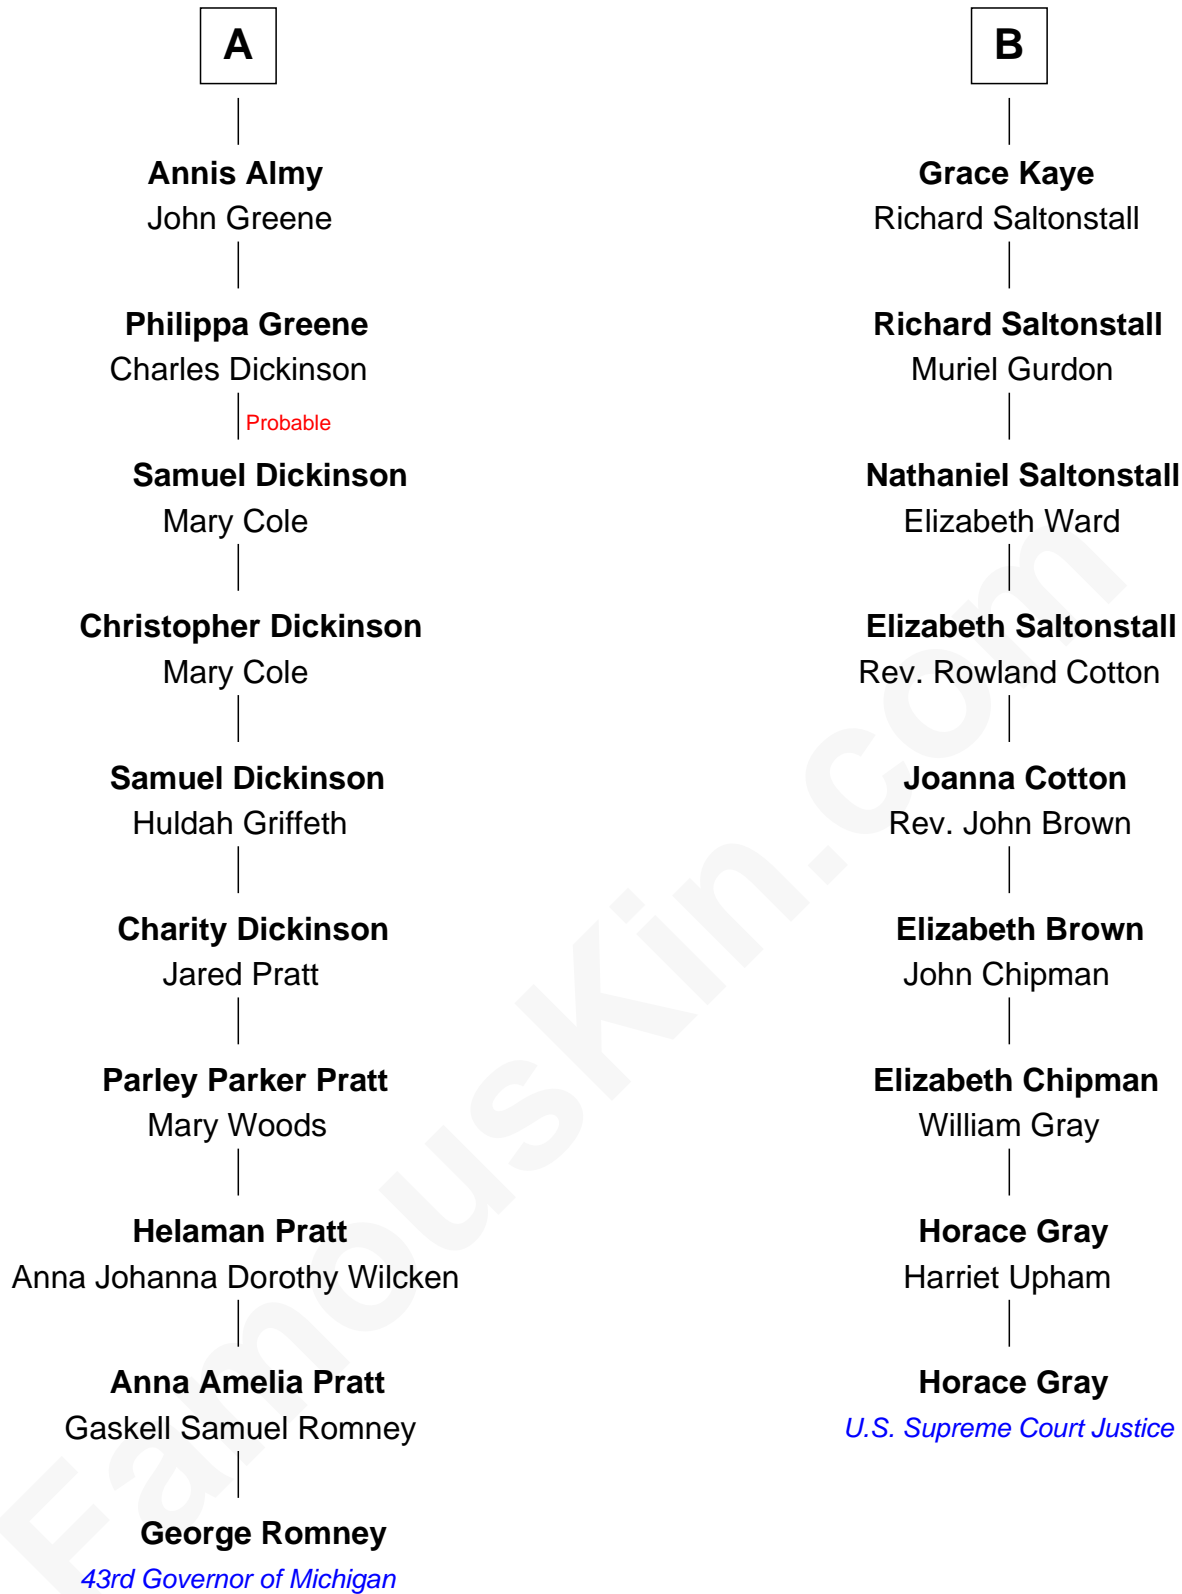 A
Annis Almy
John Greene
Philippa Greene
Charles Dickinson
Probable
Samuel Dickinson
Mary Cole
Christopher Dickinson
Mary Cole
Samuel Dickinson
Huldah Griffeth
Charity Dickinson
Jared Pratt
Parley Parker Pratt
Mary Woods
Helaman Pratt
Anna Johanna Dorothy Wilcken
Anna Amelia Pratt
Gaskell Samuel Romney
George Romney
43rd Governor of Michigan
B
Grace Kaye
Richard Saltonstall
Richard Saltonstall
Muriel Gurdon
Nathaniel Saltonstall
Elizabeth Ward
Elizabeth Saltonstall
Rev. Rowland Cotton
Joanna Cotton
Rev. John Brown
Elizabeth Brown
John Chipman
Elizabeth Chipman
William Gray
Horace Gray
Harriet Upham
Horace Gray
U.S. Supreme Court Justice
FamousKin.com